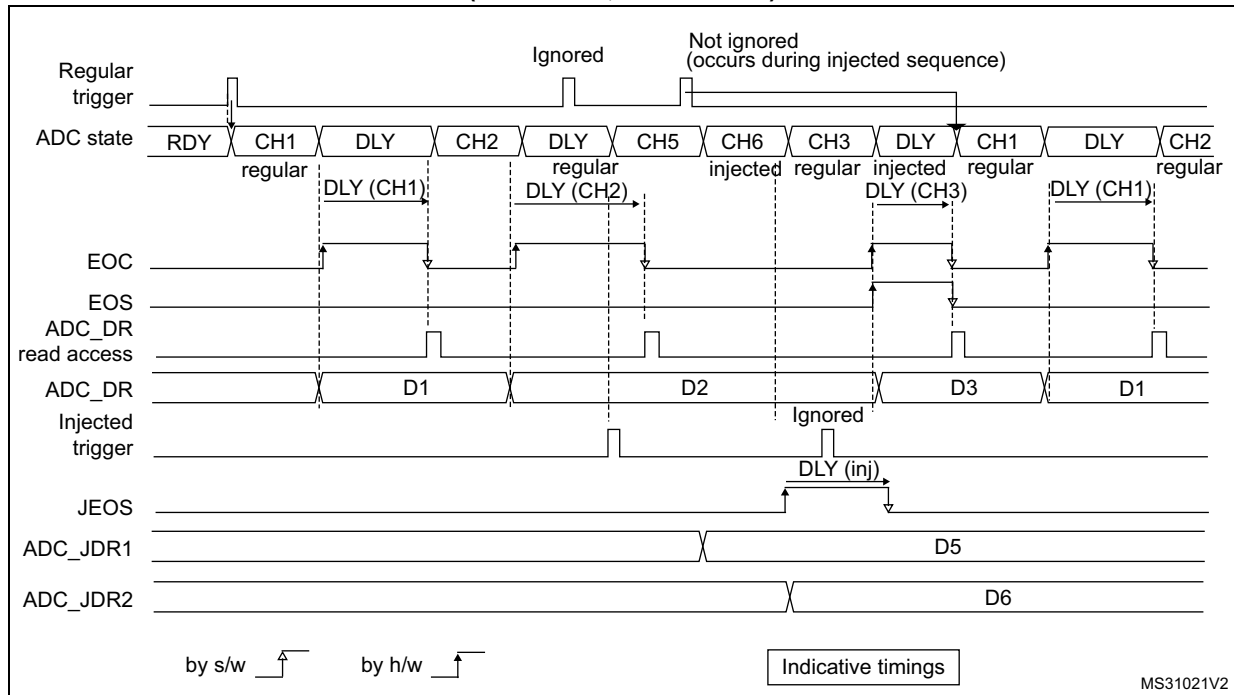 Regular
trigger
Ignored
Not ignored
(occurs during injected sequence)
ADC state
RDY CH1 DLY CH2 DLY CH5 CH6 CH3 DLY CH1 DLY CH2
regular regular injected regular injected regular regular
DLY (CH1) DLY (CH2) DLY (CH3) DLY (CH1)
EOC
EOS
ADC_DR
read access
ADC_DR D1 D2 D3 D1
Injected
trigger
Ignored
DLY (inj)
JEOS
ADC_JDR1 D5
ADC_JDR2 D6
by s/w by h/w Indicative timings
MS31021V2